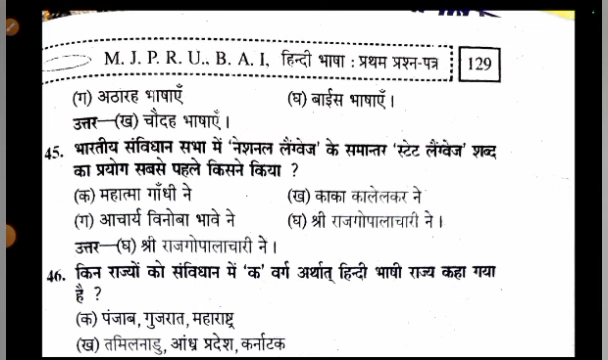 M. J. P. R. U., B. A. I, हिन्दी भाषा : प्रथम प्रश्न-पत्र 129
(ग) अठारह भाषाएँ (घ) बाईस भाषाएँ।
उत्तर—(ख) चौदह भाषाएँ।
45. भारतीय संविधान सभा में ‘नेशनल लैंग्वेज’ के समान्तर ‘स्टेट लैंग्वेज’ शब्द
का प्रयोग सबसे पहले किसने किया ?
(क) महात्मा गाँधी ने (ख) काका कालेलकर ने
(ग) आचार्य विनोबा भावे ने (घ) श्री राजगोपालाचारी ने।
उत्तर—(घ) श्री राजगोपालाचारी ने।
46. किन राज्यों को संविधान में ‘क’ वर्ग अर्थात् हिन्दी भाषी राज्य कहा गया
है ?
(क) पंजाब, गुजरात, महाराष्ट्र
(ख) तमिलनाडु, आंध्र प्रदेश, कर्नाटक